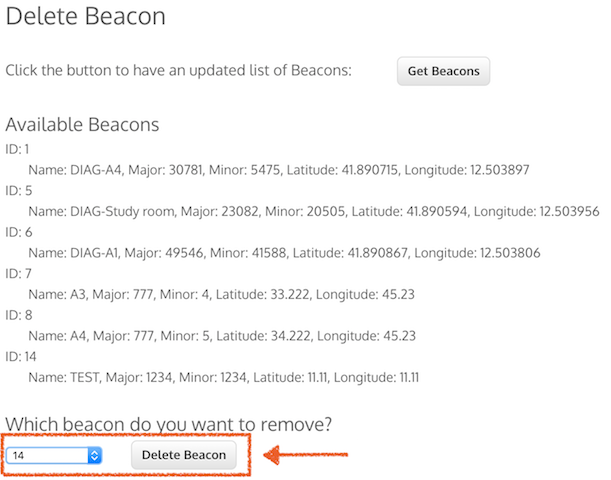 Delete Beacon
Click the button to have an updated list of Beacons: Get Beacons
Available Beacons
ID: 1
Name: DIAG-A4, Major: 30781, Minor: 5475, Latitude: 41.890715, Longitude: 12.503897
ID: 5
Name: DIAG-Study room, Major: 23082, Minor: 20505, Latitude: 41.890594, Longitude: 12.503956
ID: 6
Name: DIAG-A1, Major: 49546, Minor: 41588, Latitude: 41.890867, Longitude: 12.503806
ID: 7
Name: A3, Major: 777, Minor: 4, Latitude: 33.222, Longitude: 45.23
ID: 8
Name: A4, Major: 777, Minor: 5, Latitude: 34.222, Longitude: 45.23
ID: 14
Name: TEST, Major: 1234, Minor: 1234, Latitude: 11.11, Longitude: 11.11
Which beacon do you want to remove?
14 Delete Beacon